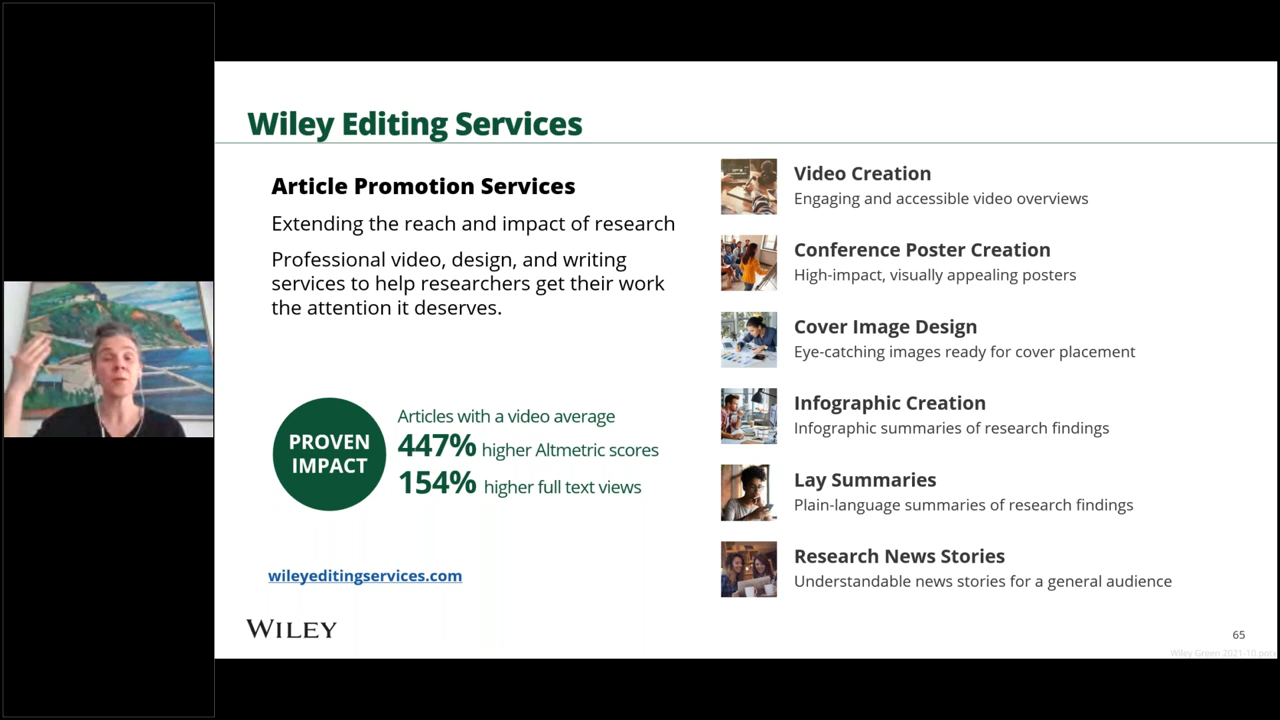 Wiley Editing Services
Article Promotion Services
Extending the reach and impact of research
Professional video, design, and writing
services to help researchers get their work
the attention it deserves.
PROVEN
IMPACT
Articles with a video average
447% higher Altmetric scores
154% higher full text views
wileyeditingservices.com
WILEY
Video Creation
Engaging and accessible video overviews
Conference Poster Creation
High-impact, visually appealing posters
Cover Image Design
Eye-catching images ready for cover placement
Infographic Creation
Infographic summaries of research findings
Lay Summaries
Plain-language summaries of research findings
Research News Stories
Understandable news stories for a general audience
65
Wiley Green 2021-10.potx